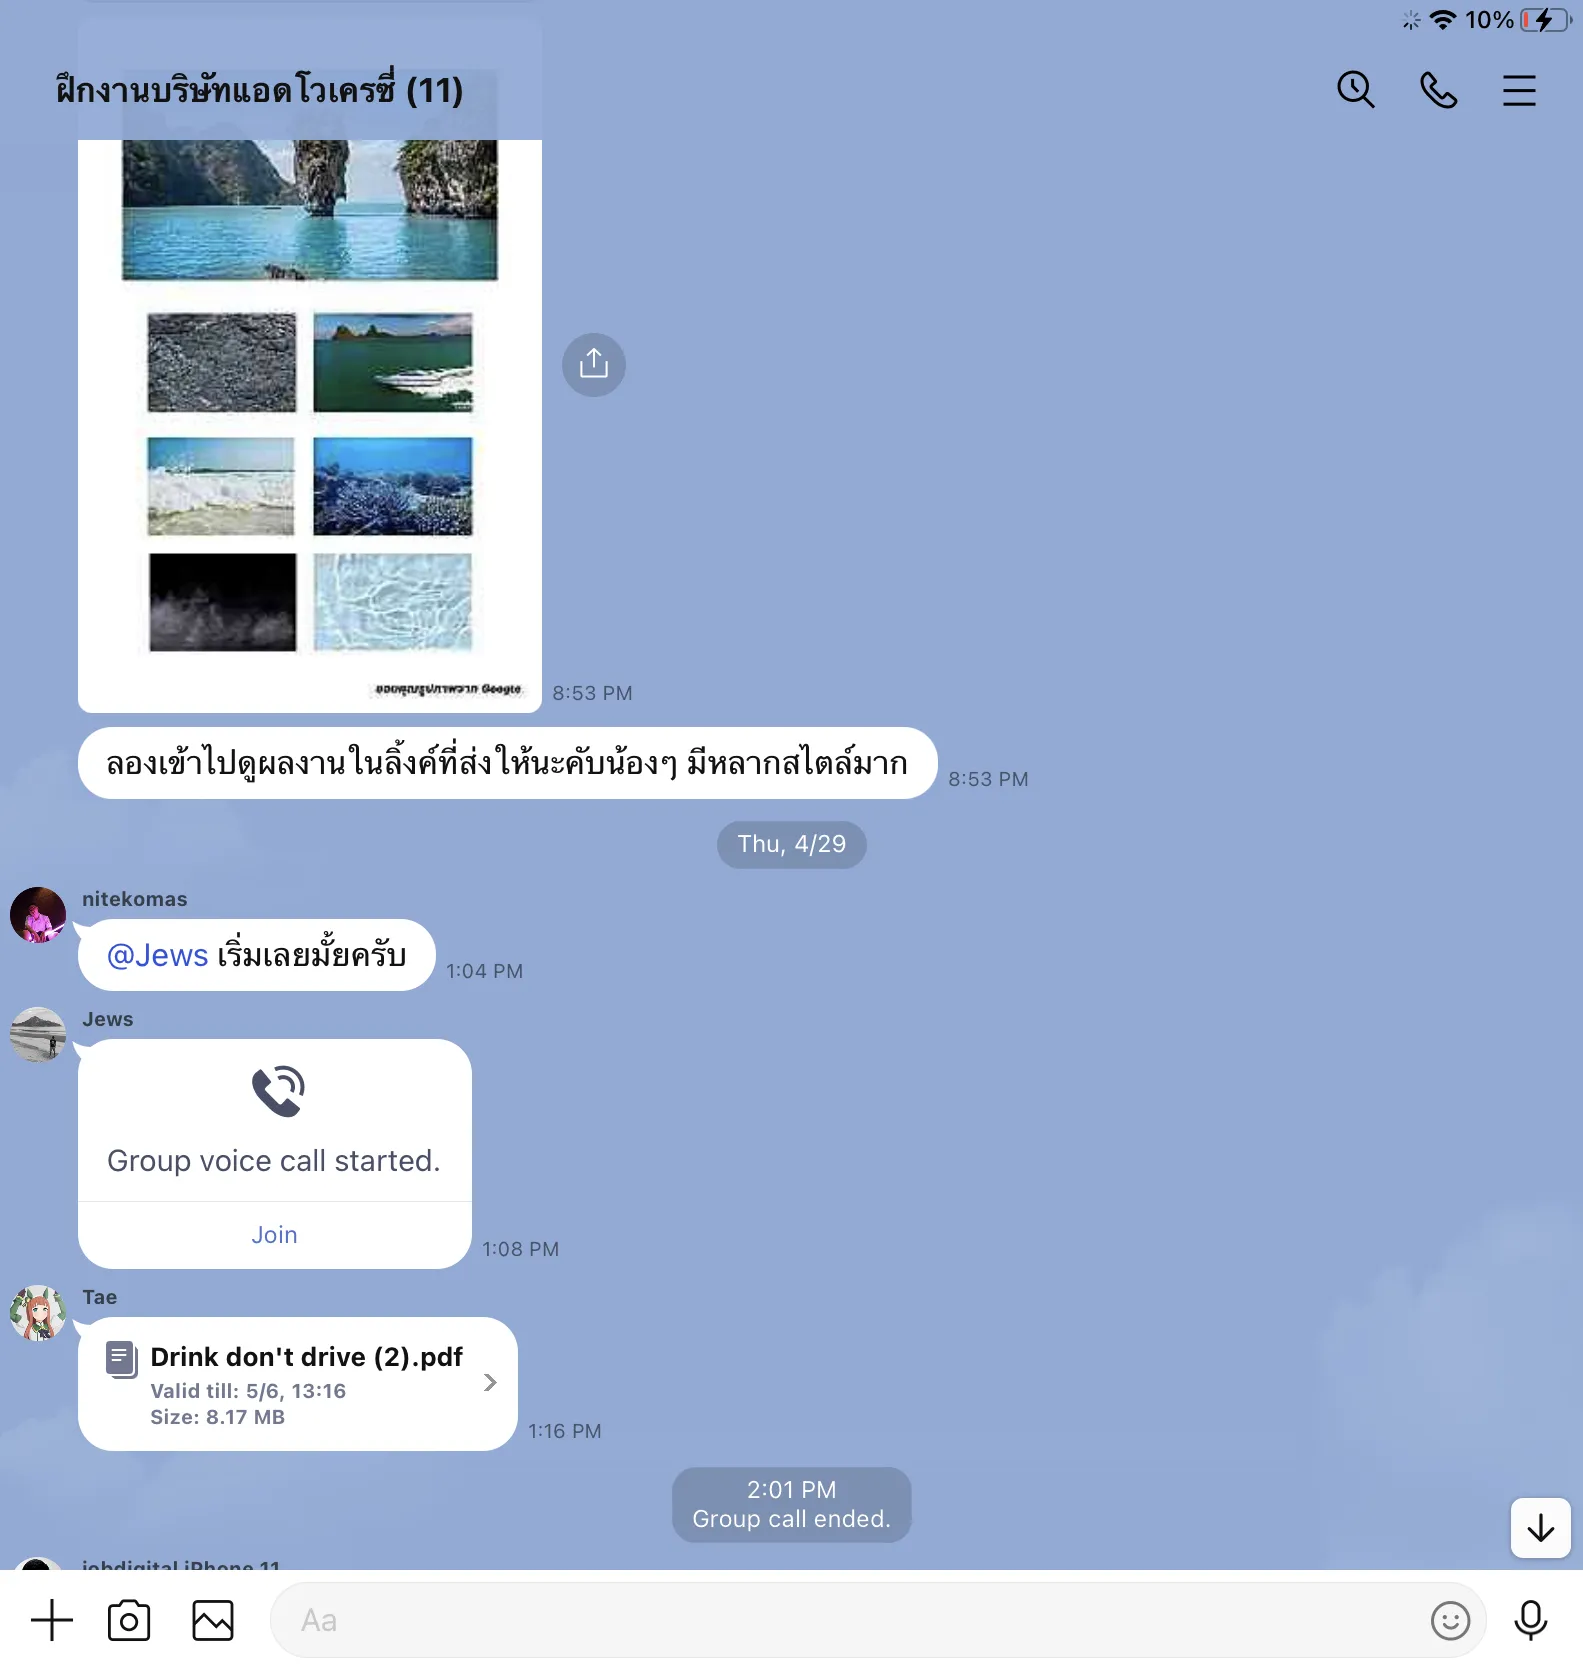 10%
ฝึกงานบริษัทแอดโวเครซี่ (11)
ขอบคุณรูปภาพจาก Google
8:53 PM
ลองเข้าไปดูผลงานในลิ้งค์ที่ส่งให้นะคับน้องๆ มีหลากสไตล์มาก
8:53 PM
Thu, 4/29
nitekomas
@Jews เริ่มเลยมั้ยครับ
1:04 PM
Jews
Group voice call started.
Join
1:08 PM
Tae
Drink don't drive (2).pdf
Valid till: 5/6, 13:16
Size: 8.17 MB
1:16 PM
2:01 PM
Group call ended.
jobdigital iPhone 11
Aa